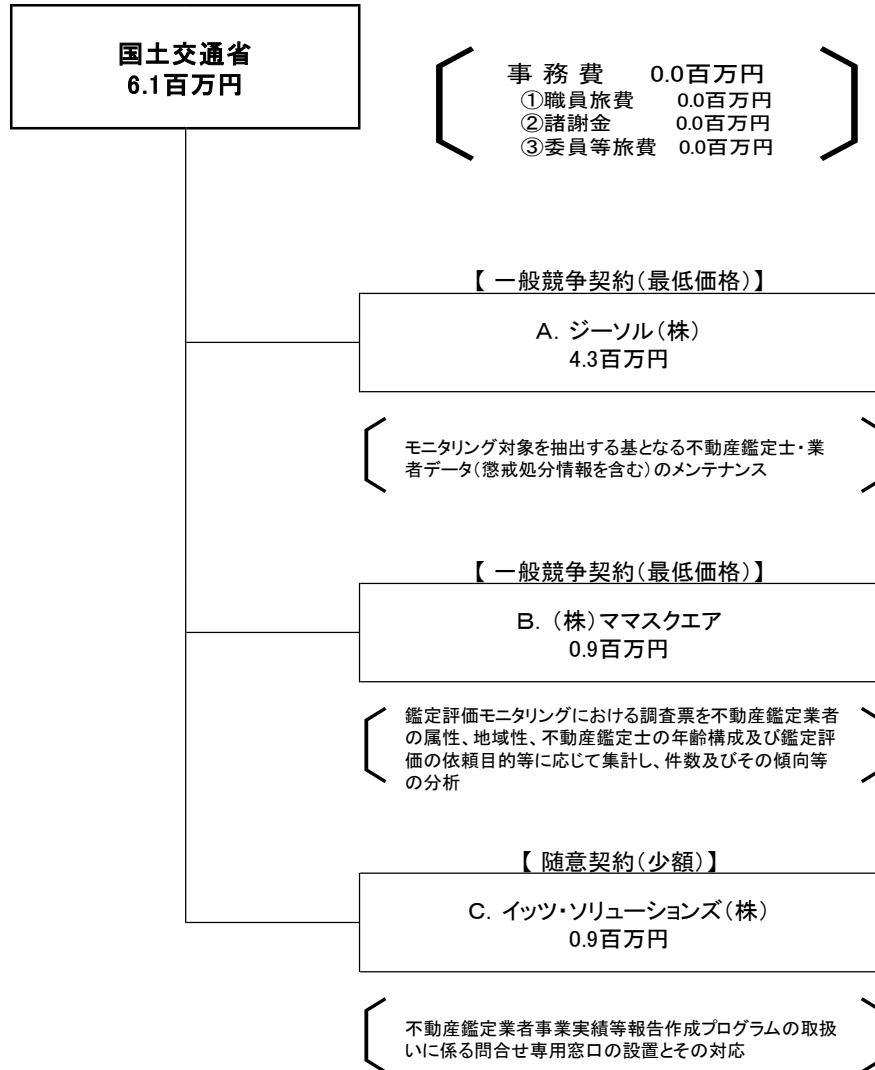 国土交通省
6.1百万円
事 務 費 0.0百万円
①職員旅費 0.0百万円
②諸謝金 0.0百万円
③委員等旅費 0.0百万円
【 一般競争契約(最低価格)】
A. ジーソル(株)
4.3百万円
モニタリング対象を抽出する基となる不動産鑑定士・業
者データ(懲戒処分情報を含む)のメンテナンス
【 一般競争契約(最低価格)】
B. (株)ママスクエア
0.9百万円
鑑定評価モニタリングにおける調査票を不動産鑑定業者
の属性、地域性、不動産鑑定士の年齢構成及び鑑定評
価の依頼目的等に応じて集計し、件数及びその傾向等
の分析
【 随意契約(少額)】
C. イッツ・ソリューションズ(株)
0.9百万円
不動産鑑定業者事業実績等報告作成プログラムの取扱
いに係る問合せ専用窓口の設置とその対応